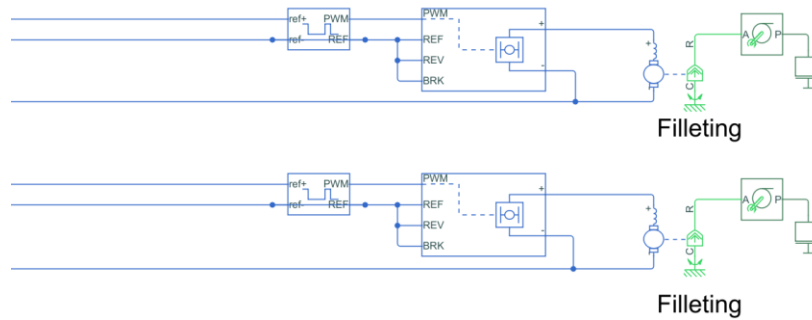 ref+ PWM
ref- REF
PWM
REF
REV
BRK
+
-
+
R
C
A P
Filleting
ref+ PWM
ref- REF
PWM
REF
REV
BRK
+
-
+
R
C
A P
Filleting